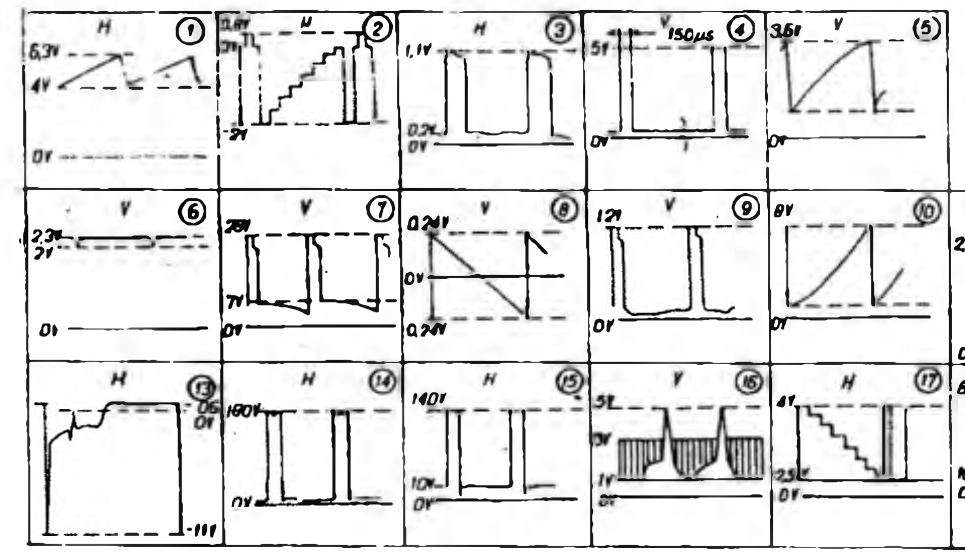 H ①
6,3V
4V
0V
H ②
0,8V
0V
-2V
H ③
1,1V
0,2V
0V
V ④
5V
150μs
0V
V ⑤
3,6V
0V
V ⑥
2,3V
2V
0V
V ⑦
28V
7V
0V
V ⑧
0,24V
0V
0,24V
V ⑨
12V
0V
V ⑩
8V
0V
H ⑬
0V
-11V
H ⑭
180V
0V
H ⑮
140V
10V
0V
V ⑯
5V
3V
1V
0V
H ⑰
4V
2,5V
0V